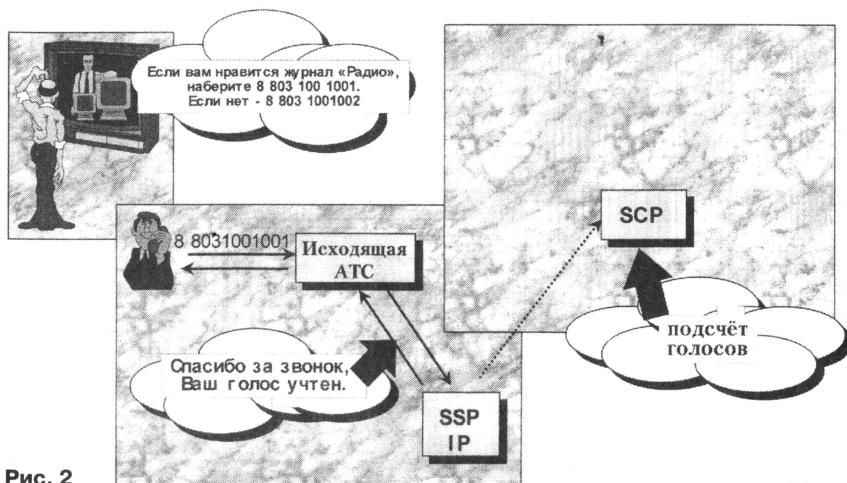 Если вам нравится журнал «Радио»,
наберите 8 803 100 1001.
Если нет - 8 803 1001002
8 8031001001
Исходящая
АТС
SCP
подсчёт
голосов
Спасибо за звонок,
Ваш голос учтен.
SSP
IP
Рис. 2